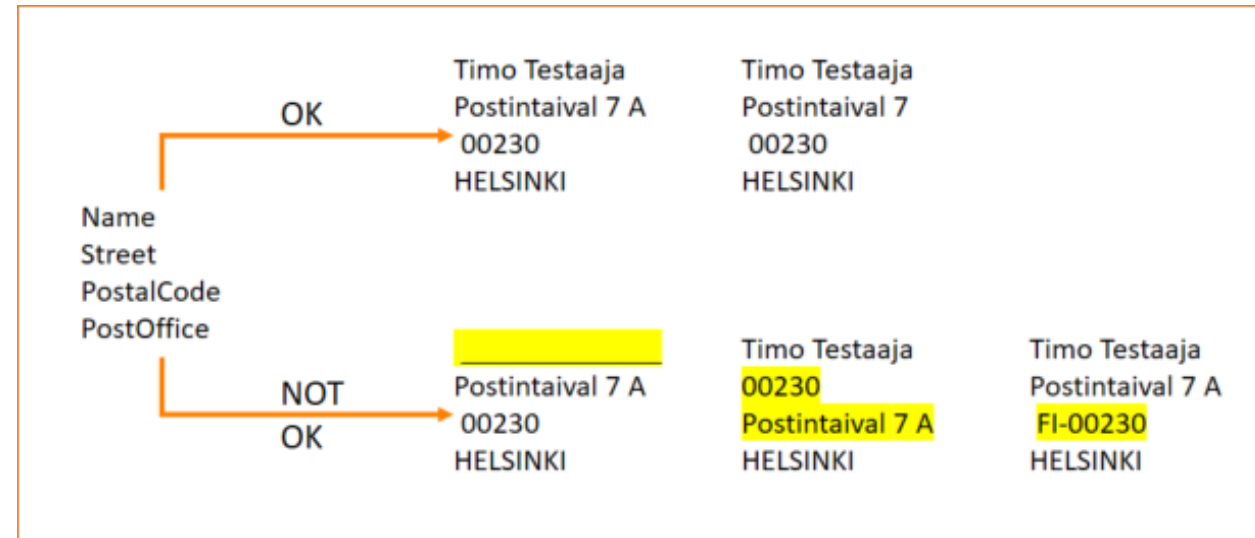 Timo Testaaja
Postintaival 7 A
00230
HELSINKI
Timo Testaaja
Postintaival 7
00230
HELSINKI
OK
Name
Street
PostalCode
PostOffice
NOT
OK
Postintaival 7 A
00230
HELSINKI
Timo Testaaja
00230
Postintaival 7 A
HELSINKI
Timo Testaaja
Postintaival 7 A
FI-00230
HELSINKI